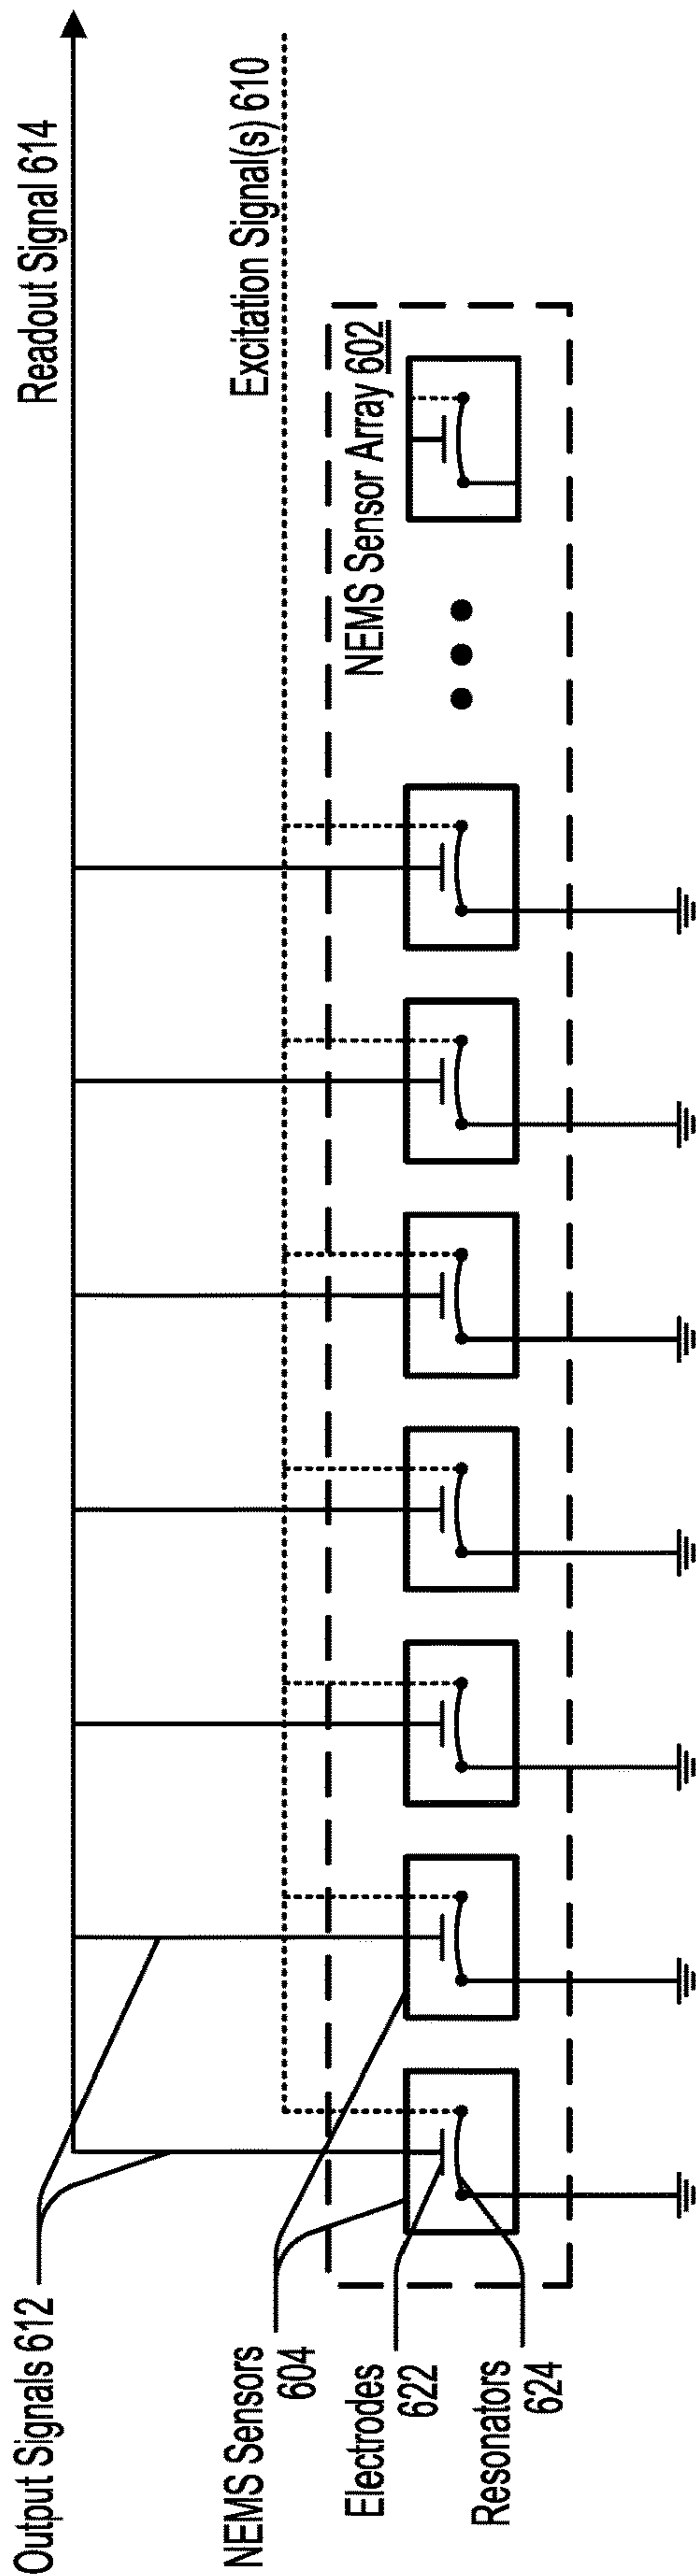 Readout Signal 614
Excitation Signal(s) 610
NEMS Sensor Array 602
Output Signals 612
NEMS Sensors
604
Electrodes
622
Resonators
624